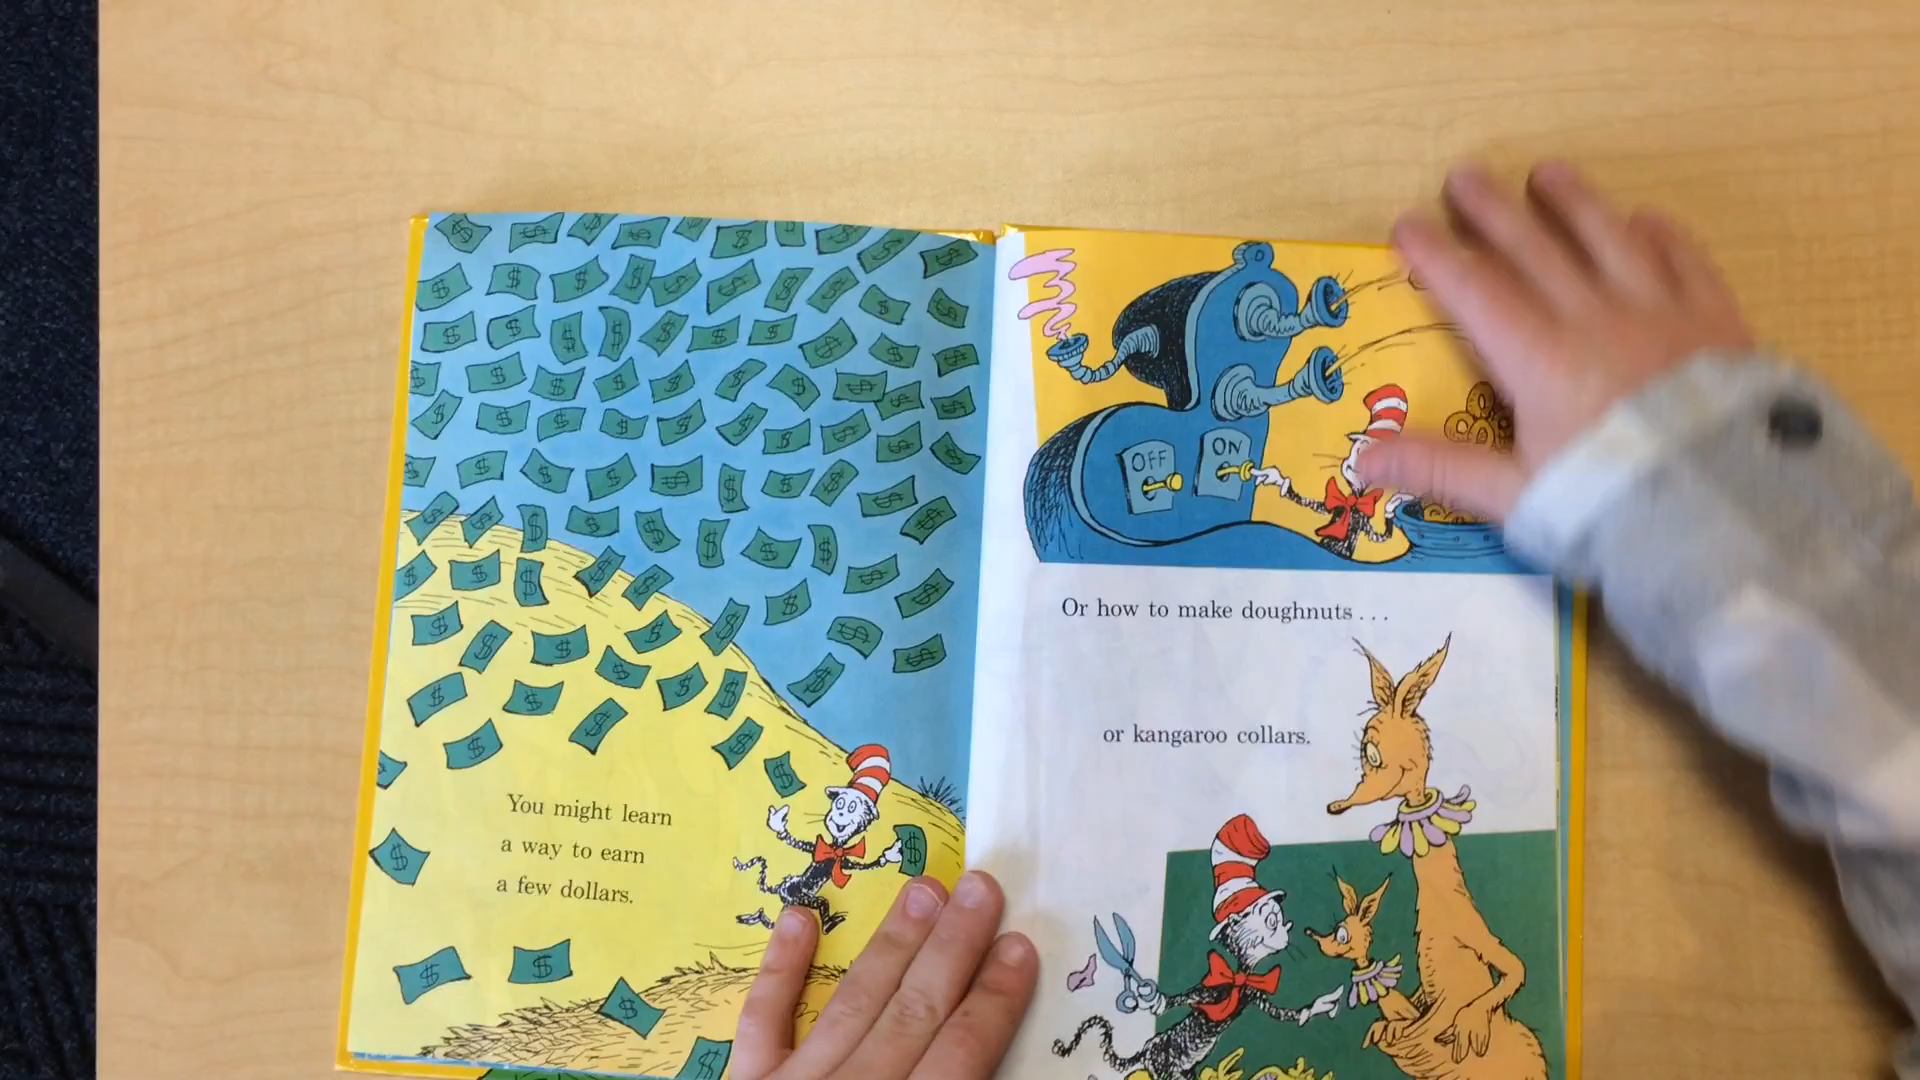 You might learn
a way to earn
a few dollars.
OFF
ON
Or how to make doughnuts . . .
or kangaroo collars.